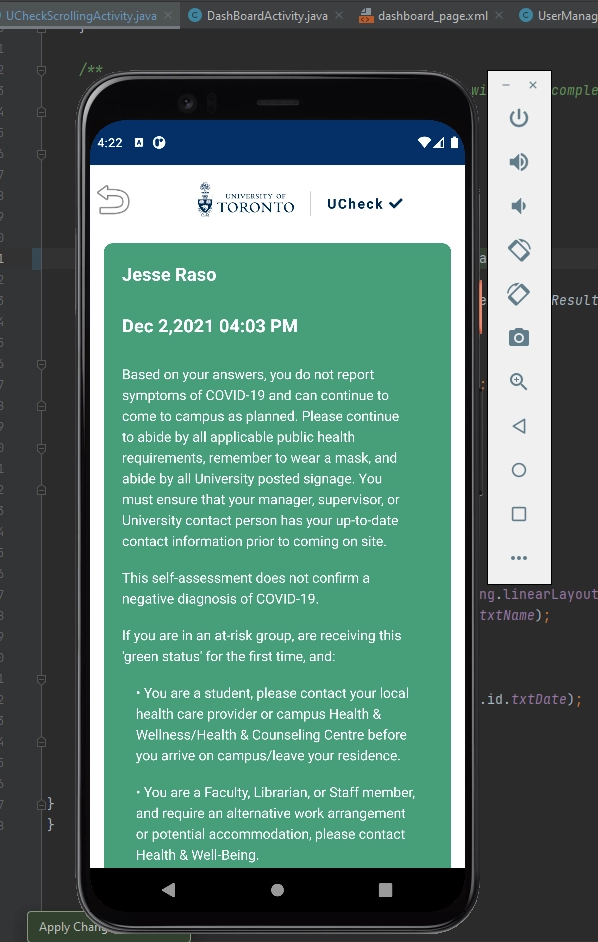 UCheckScrollingActivity.java
DashBoardActivity.java
dashboard_page.xml
UserManag
/**
wi
comple
4:22
UNIVERSITY OF
TORONTO
UCheck
Jesse Raso
Dec 2,2021 04:03 PM
Result
Based on your answers, you do not report
symptoms of COVID-19 and can continue to
come to campus as planned. Please continue
to abide by all applicable public health
requirements, remember to wear a mask, and
abide by all University posted signage. You
must ensure that your manager, supervisor, or
University contact person has your up-to-date
contact information prior to coming on site.
This self-assessment does not confirm a
negative diagnosis of COVID-19.
ng.linearLayout
txtName);
If you are in an at-risk group, are receiving this
'green status' for the first time, and:
• You are a student, please contact your local
health care provider or campus Health &
Wellness/Health & Counseling Centre before
you arrive on campus/leave your residence.
.id.txtDate);
• You are a Faculty, Librarian, or Staff member,
and require an alternative work arrangement
or potential accommodation, please contact
Health & Well-Being.
}
}
Apply Chang